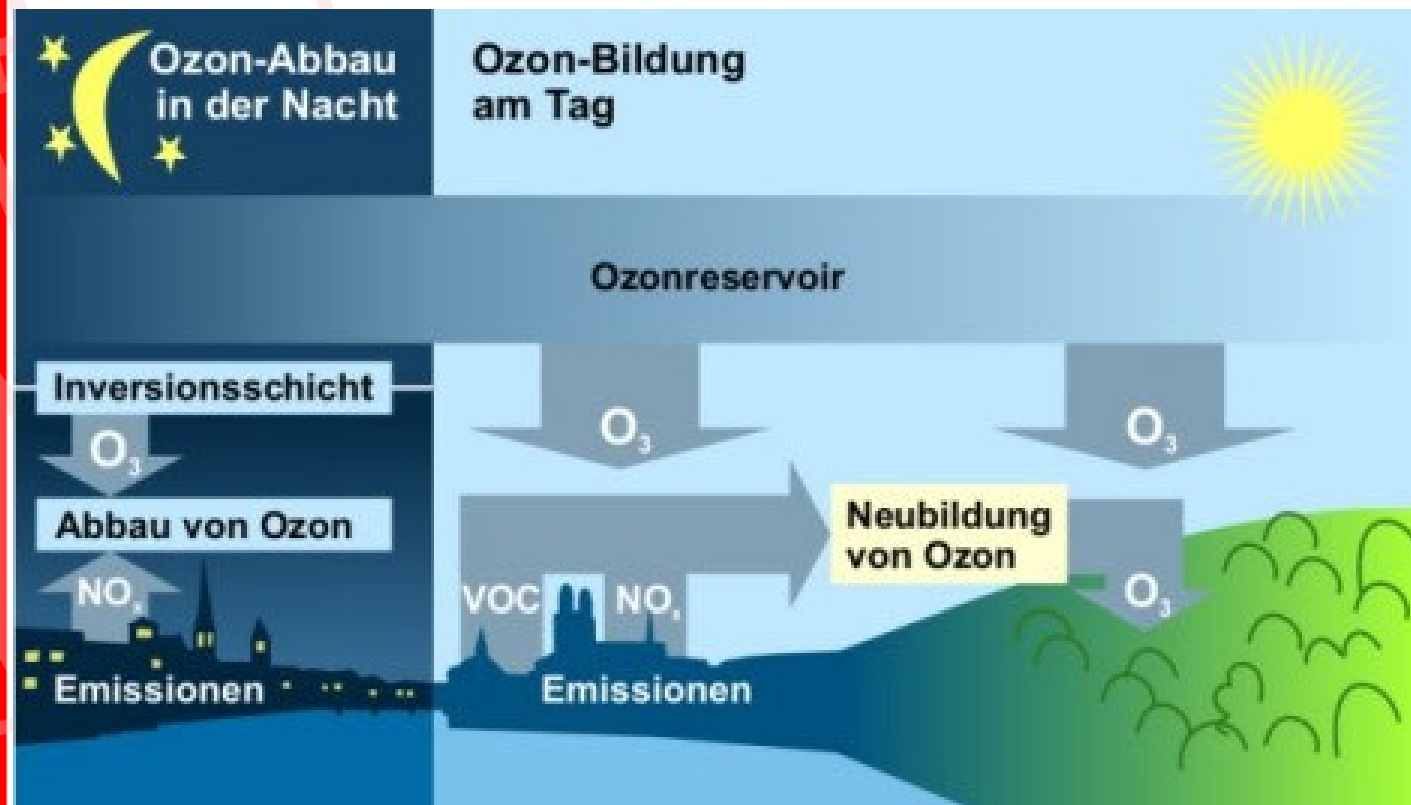 Ozon-Abbau
in der Nacht
Ozon-Bildung
am Tag
Ozonreservoir
Inversionsschicht
O₃
O₃
O₃
Abbau von Ozon
Neubildung
von Ozon
NOₓ
VOC
NOₓ
O₃
Emissionen
Emissionen